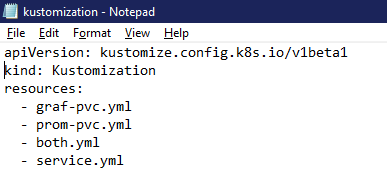 kustomization - Notepad
File Edit Format View Help
apiVersion: kustomize.config.k8s.io/v1beta1
kind: Kustomization
resources:
  - graf-pvc.yml
  - prom-pvc.yml
  - both.yml
  - service.yml